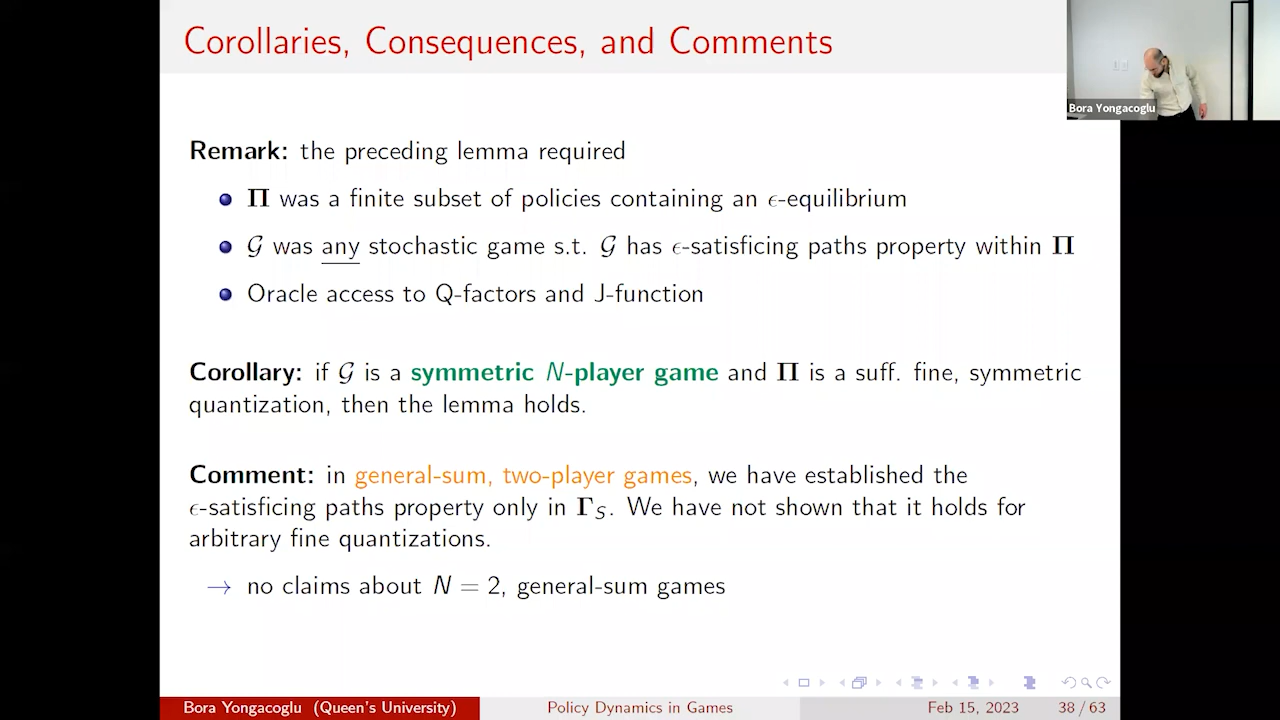 Corollaries, Consequences, and Comments
Bora Yongacoglu
Remark: the preceding lemma required
Π was a finite subset of policies containing an ϵ-equilibrium
𝒢 was any stochastic game s.t. 𝒢 has ϵ-satisficing paths property within Π
Oracle access to Q-factors and J-function
Corollary: if 𝒢 is a symmetric N-player game and Π is a suff. fine, symmetric
quantization, then the lemma holds.
Comment: in general-sum, two-player games, we have established the
ϵ-satisficing paths property only in Γ_S. We have not shown that it holds for
arbitrary fine quantizations.
→ no claims about N = 2, general-sum games
Bora Yongacoglu (Queen's University) Policy Dynamics in Games Feb 15, 2023 38 / 63